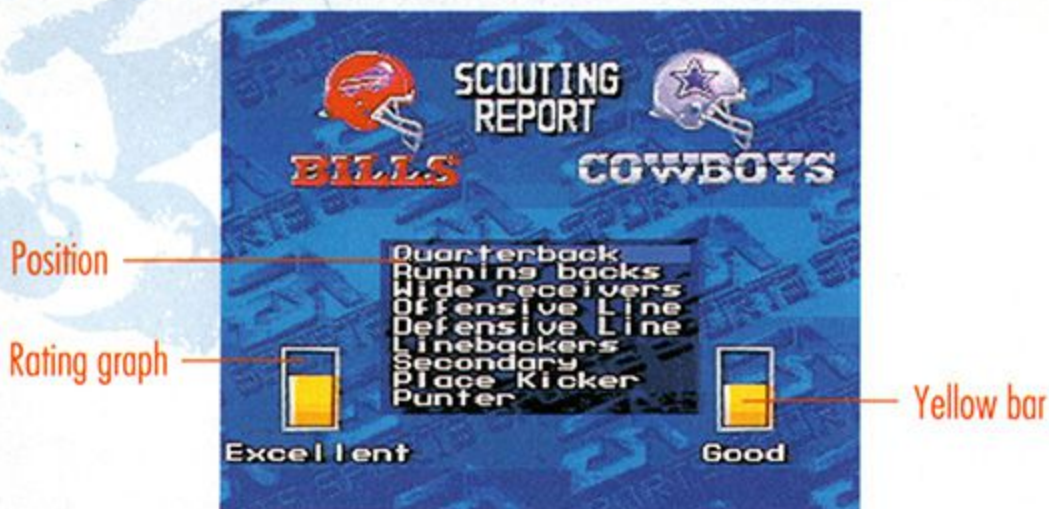 SCOUTING
REPORT
BILLS
COWBOYS
Position
Quarterback
Running backs
Wide receivers
Offensive Line
Defensive Line
Linebackers
Secondary
Place Kicker
Punter
Rating graph
Yellow bar
Excellent
Good